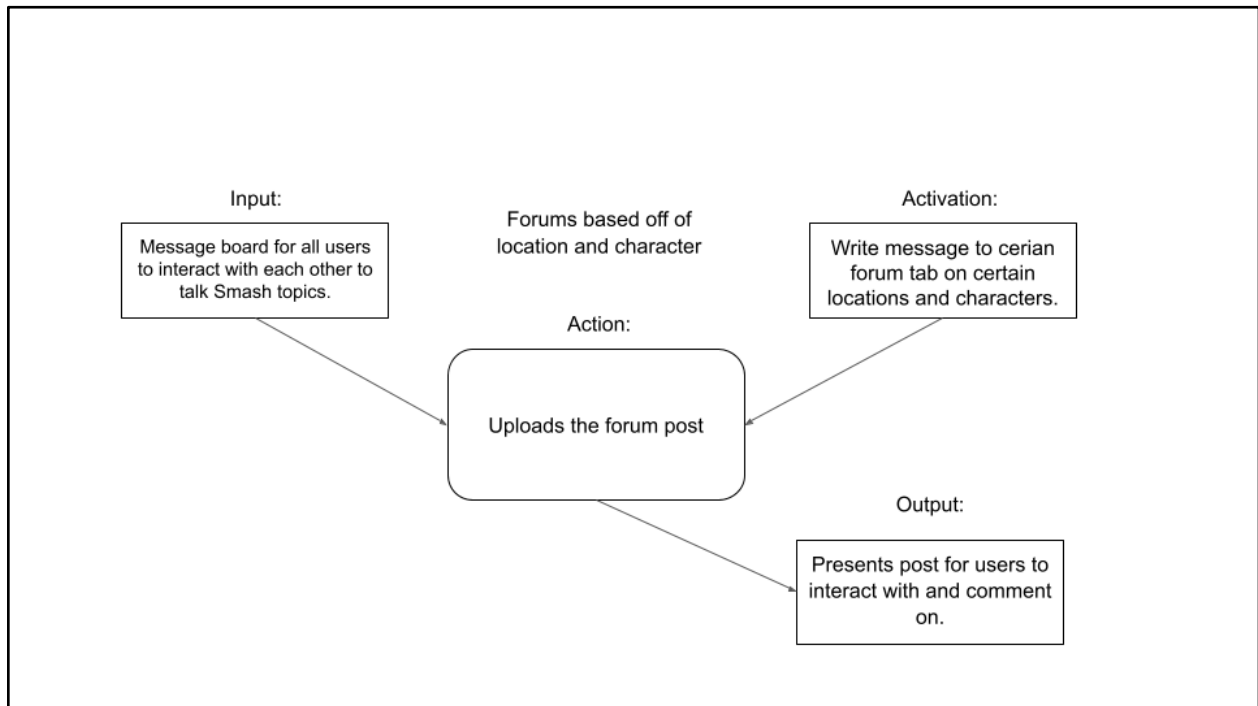 Input:
Message board for all users
to interact with each other to
talk Smash topics.
Forums based off of
location and character
Activation:
Write message to cerian
forum tab on certain
locations and characters.
Action:
Uploads the forum post
Output:
Presents post for users to
interact with and comment
on.